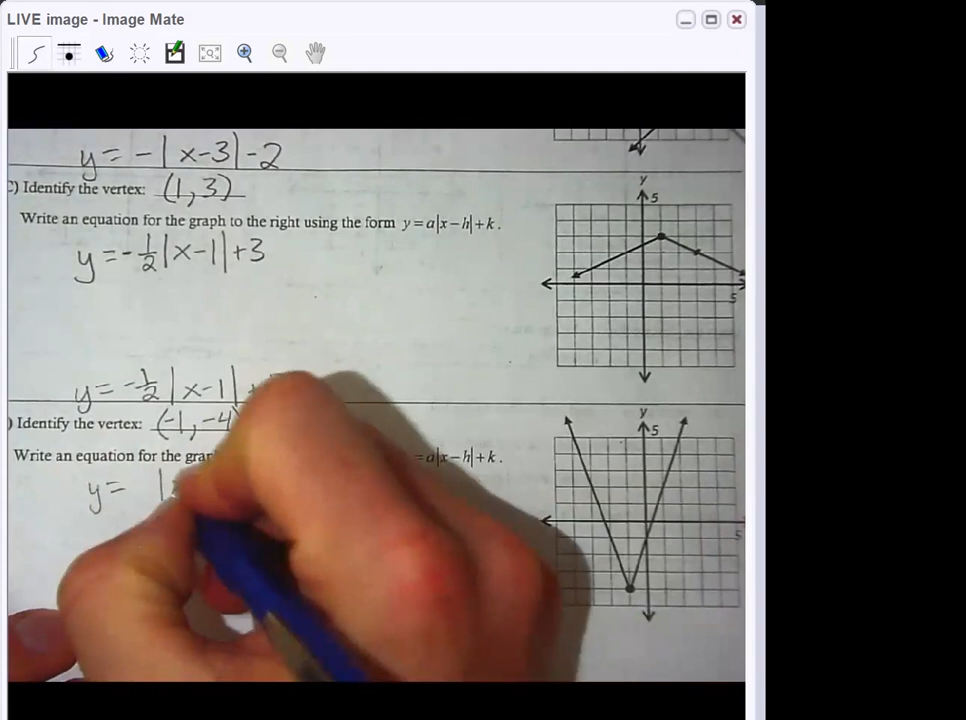 LIVE image - Image Mate
y = -|x-3| -2
C) Identify the vertex: (1, 3)
Write an equation for the graph to the right using the form y = a|x-h|+k.
y = -1/2|x-1|+3
y
5
5
y = -1/2|x-1| +
) Identify the vertex: (-1, -4)
Write an equation for the = a|x-h|+k.
y = |
y
5
5